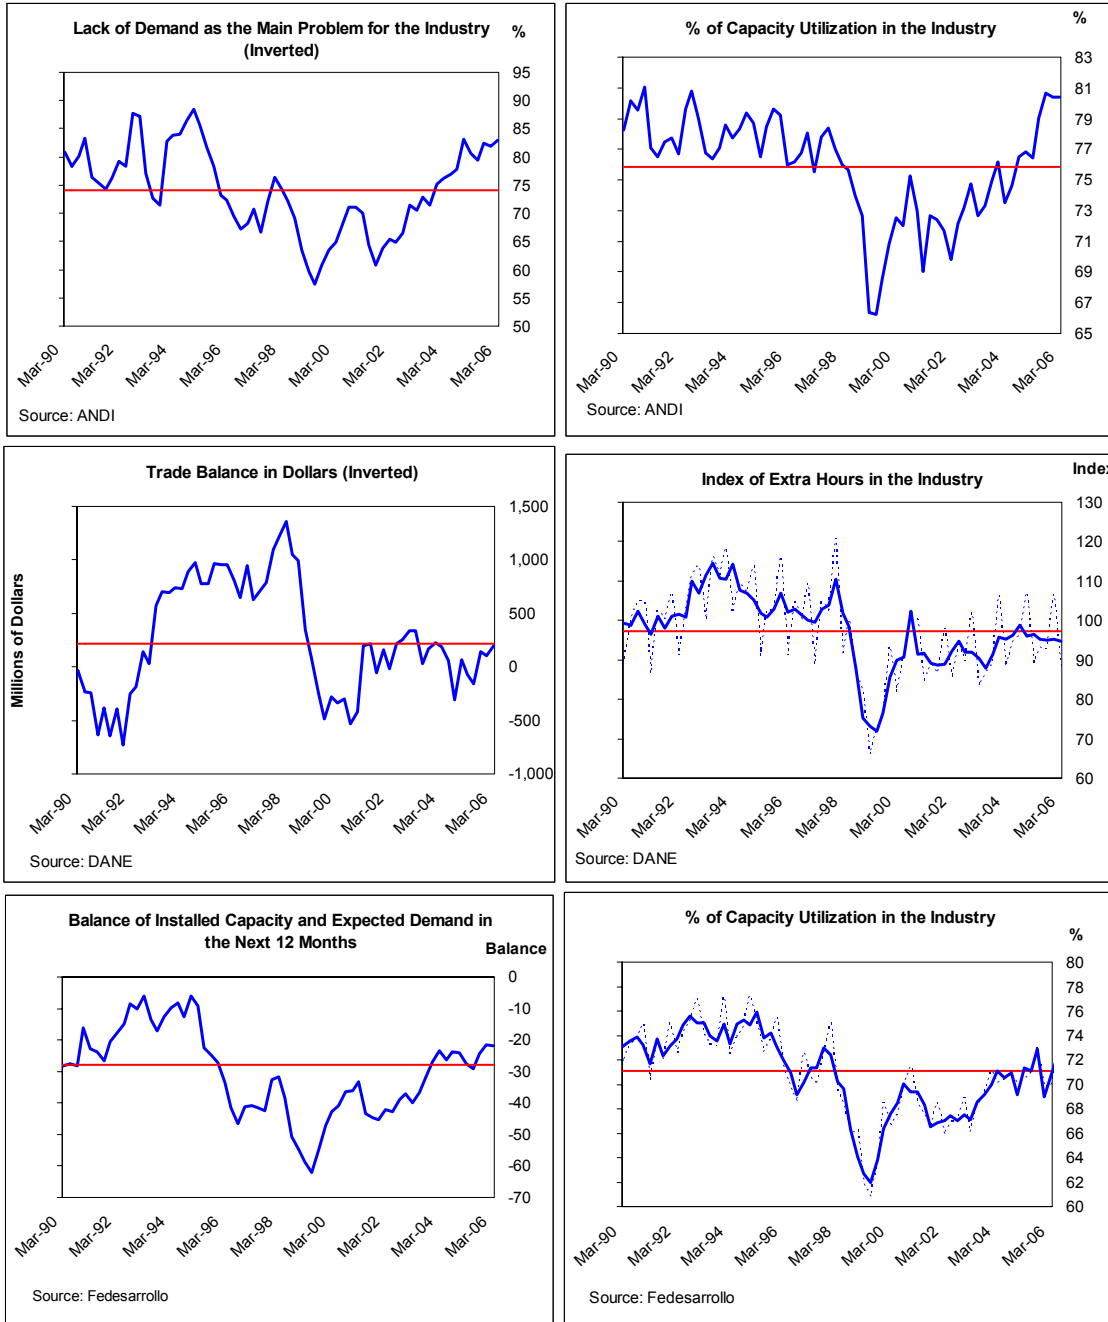 Lack of Demand as the Main Problem for the Industry
(Inverted)
%
95
90
85
80
75
70
65
60
55
50
Mar-90
Mar-92
Mar-94
Mar-96
Mar-98
Mar-00
Mar-02
Mar-04
Mar-06
Source: ANDI
% of Capacity Utilization in the Industry
%
83
81
79
77
75
73
71
69
67
65
Mar-90
Mar-92
Mar-94
Mar-96
Mar-98
Mar-00
Mar-02
Mar-04
Mar-06
Source: ANDI
Trade Balance in Dollars (Inverted)
Millions of Dollars
1,500
1,000
500
0
-500
-1,000
Mar-90
Mar-92
Mar-94
Mar-96
Mar-98
Mar-00
Mar-02
Mar-04
Mar-06
Source: DANE
Index of Extra Hours in the Industry
Index
130
120
110
100
90
80
70
60
Mar-90
Mar-92
Mar-94
Mar-96
Mar-98
Mar-00
Mar-02
Mar-04
Mar-06
Source: DANE
Balance of Installed Capacity and Expected Demand in
the Next 12 Months
Balance
0
-10
-20
-30
-40
-50
-60
-70
Mar-90
Mar-92
Mar-94
Mar-96
Mar-98
Mar-00
Mar-02
Mar-04
Mar-06
Source: Fedesarrollo
% of Capacity Utilization in the Industry
%
80
78
76
74
72
70
68
66
64
62
60
Mar-90
Mar-92
Mar-94
Mar-96
Mar-98
Mar-00
Mar-02
Mar-04
Mar-06
Source: Fedesarrollo